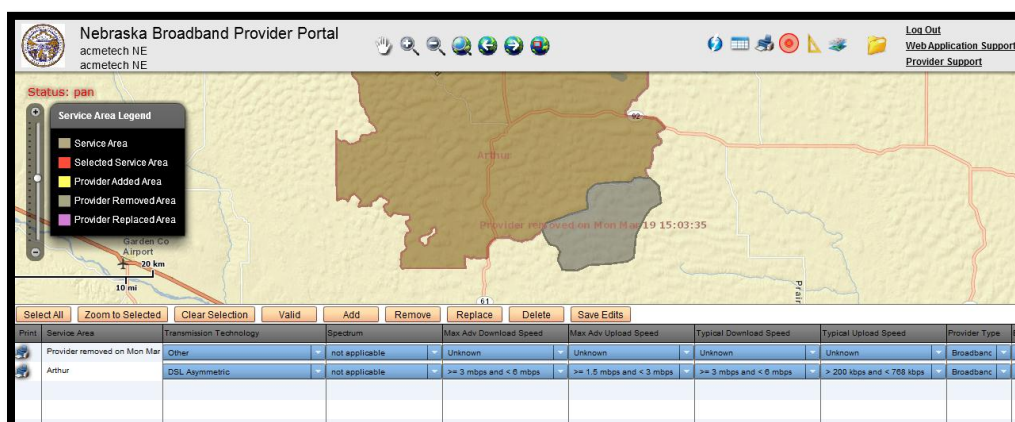 Nebraska Broadband Provider Portal
acmetech NE
acmetech NE
Log Out
Web Application Support
Provider Support
Status: pan
Service Area Legend
Service Area
Selected Service Area
Provider Added Area
Provider Removed Area
Provider Replaced Area
92
Arthur
Provider removed on Mon Mar 19 15:03:35
Garden Co
Airport
20 km
10 mi
61
Prair
Select All Zoom to Selected Clear Selection Valid Add Remove Replace Delete Save Edits
Print Service Area Transmission Technology Spectrum Max Adv Download Speed Max Adv Upload Speed Typical Download Speed Typical Upload Speed Provider Type
Provider removed on Mon Mar Other not applicable Unknown Unknown Unknown Unknown Broadbanc
Arthur DSL Asymmetric not applicable >= 3 mbps and < 6 mbps >= 1.5 mbps and < 3 mbps >= 3 mbps and < 6 mbps > 200 kbps and < 768 kbps Broadbanc